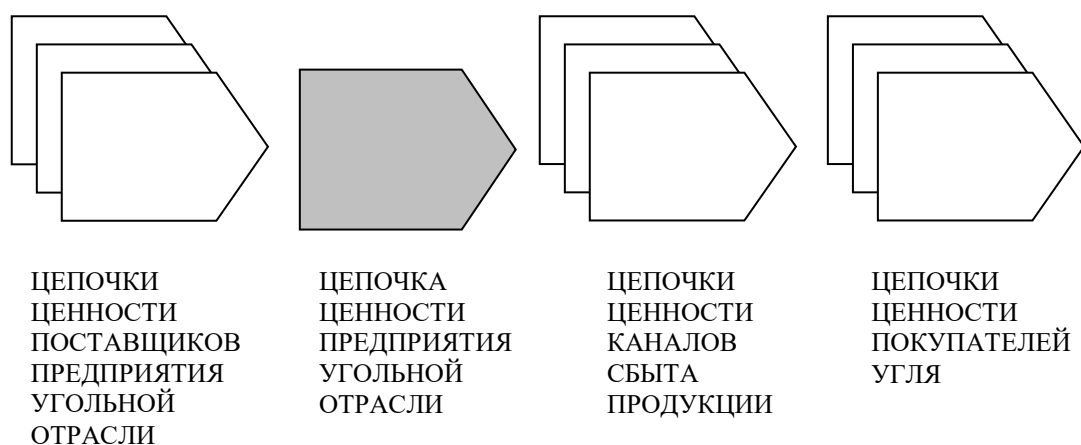 ЦЕПОЧКИ
ЦЕННОСТИ
ПОСТАВЩИКОВ
ПРЕДПРИЯТИЯ
УГОЛЬНОЙ
ОТРАСЛИ
ЦЕПОЧКА
ЦЕННОСТИ
ПРЕДПРИЯТИЯ
УГОЛЬНОЙ
ОТРАСЛИ
ЦЕПОЧКИ
ЦЕННОСТИ
КАНАЛОВ
СБЫТА
ПРОДУКЦИИ
ЦЕПОЧКИ
ЦЕННОСТИ
ПОКУПАТЕЛЕЙ
УГЛЯ